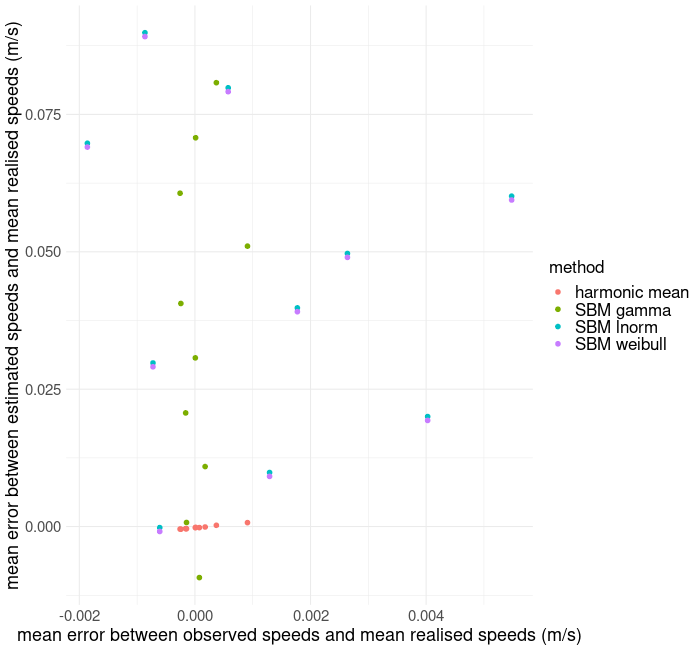 mean error between estimated speeds and mean realised speeds (m/s)
0.075
0.050
0.025
0.000
-0.002
0.000
0.002
0.004
mean error between observed speeds and mean realised speeds (m/s)
method
harmonic mean
SBM gamma
SBM lnorm
SBM weibull